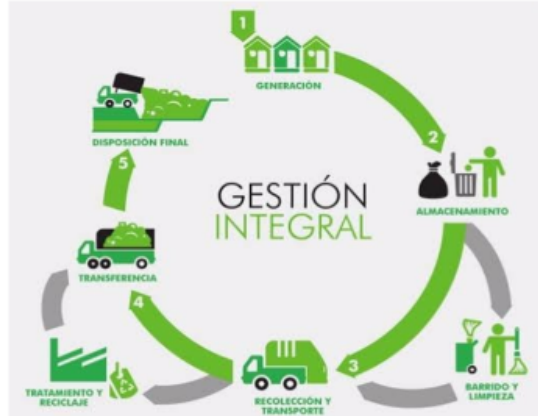 1
GENERACIÓN
2
ALMACENAMIENTO
BARRIDO Y
LIMPIEZA
3
RECOLECCIÓN Y
TRANSPORTE
TRATAMIENTO Y
RECICLAJE
4
TRANSFERENCIA
5
DISPOSICIÓN FINAL
GESTIÓN
INTEGRAL